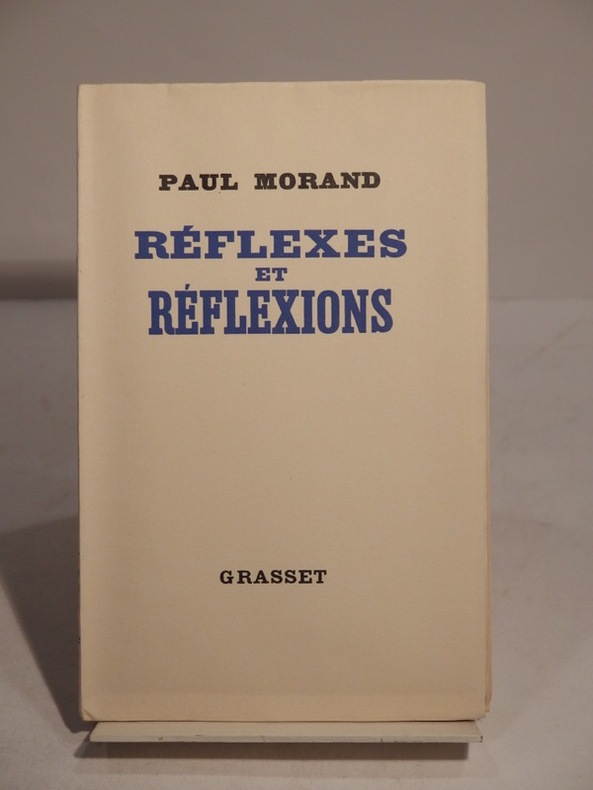 PAUL MORAND
RÉFLEXES
ET
RÉFLEXIONS
GRASSET